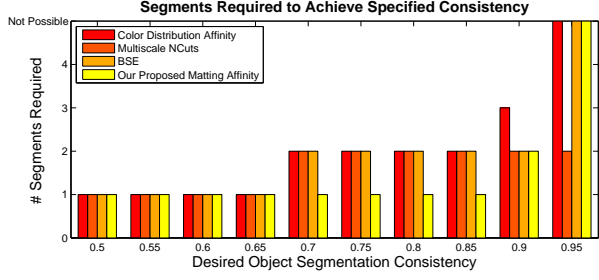 Segments Required to Achieve Specified Consistency
Not Possible
4
3
2
1
0
# Segments Required
Color Distribution Affinity
Multiscale NCuts
BSE
Our Proposed Matting Affinity
0.5 0.55 0.6 0.65 0.7 0.75 0.8 0.85 0.9 0.95
Desired Object Segmentation Consistency